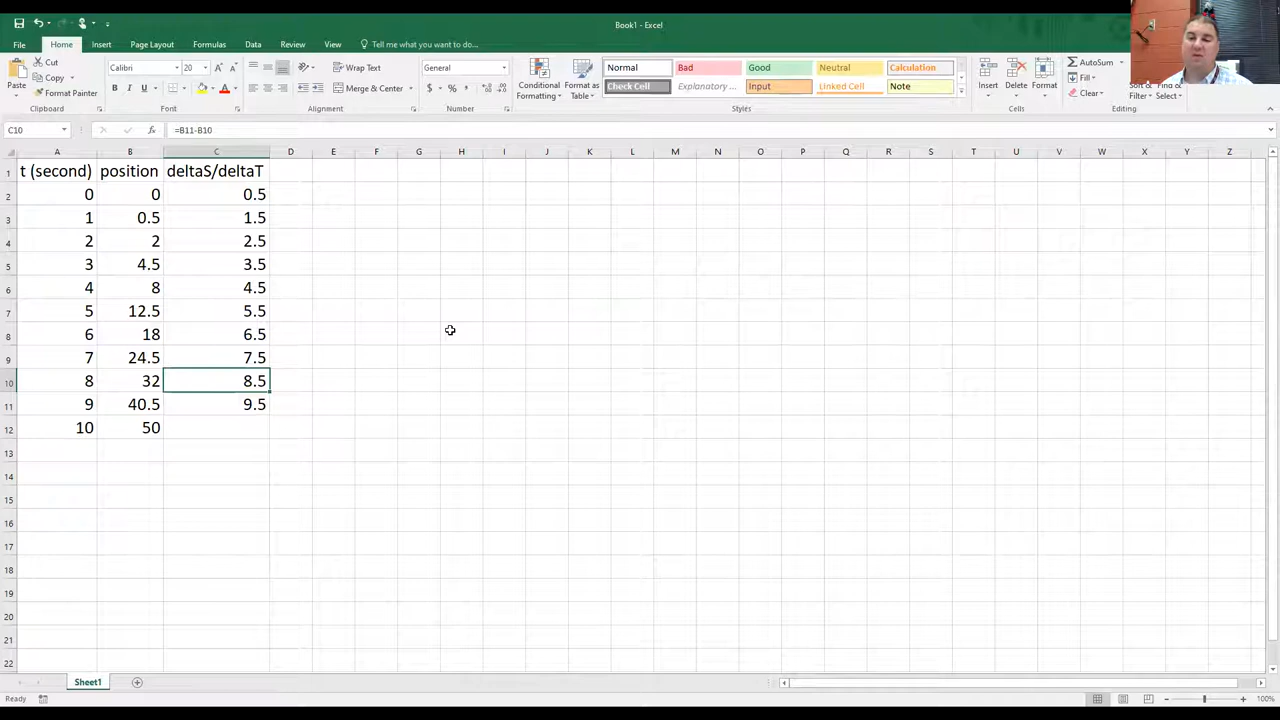 Book1 - Excel
File Home Insert Page Layout Formulas Data Review View Tell me what you want to do...
Cut
Copy
Format Painter
Paste
Clipboard
Calibri 20
B I U
Font
Wrap Text
Merge & Center
Alignment
General
$ % ,
Number
Conditional Formatting
Format as Table
Normal Bad Good Neutral Calculation
Check Cell Explanatory ... Input Linked Cell Note
Styles
Insert Delete Format
Cells
AutoSum
Fill
Clear
Sort & Filter
Find & Select
Editing
C10 fx =B11-B10
A B C D E F G H I J K L M N O P Q R S T U V W X Y Z
1 t (second) position deltaS/deltaT
2 0 0 0.5
3 1 0.5 1.5
4 2 2 2.5
5 3 4.5 3.5
6 4 8 4.5
7 5 12.5 5.5
8 6 18 6.5
9 7 24.5 7.5
10 8 32 8.5
11 9 40.5 9.5
12 10 50
13
14
15
16
17
18
19
20
21
22
Sheet1
Ready
100%